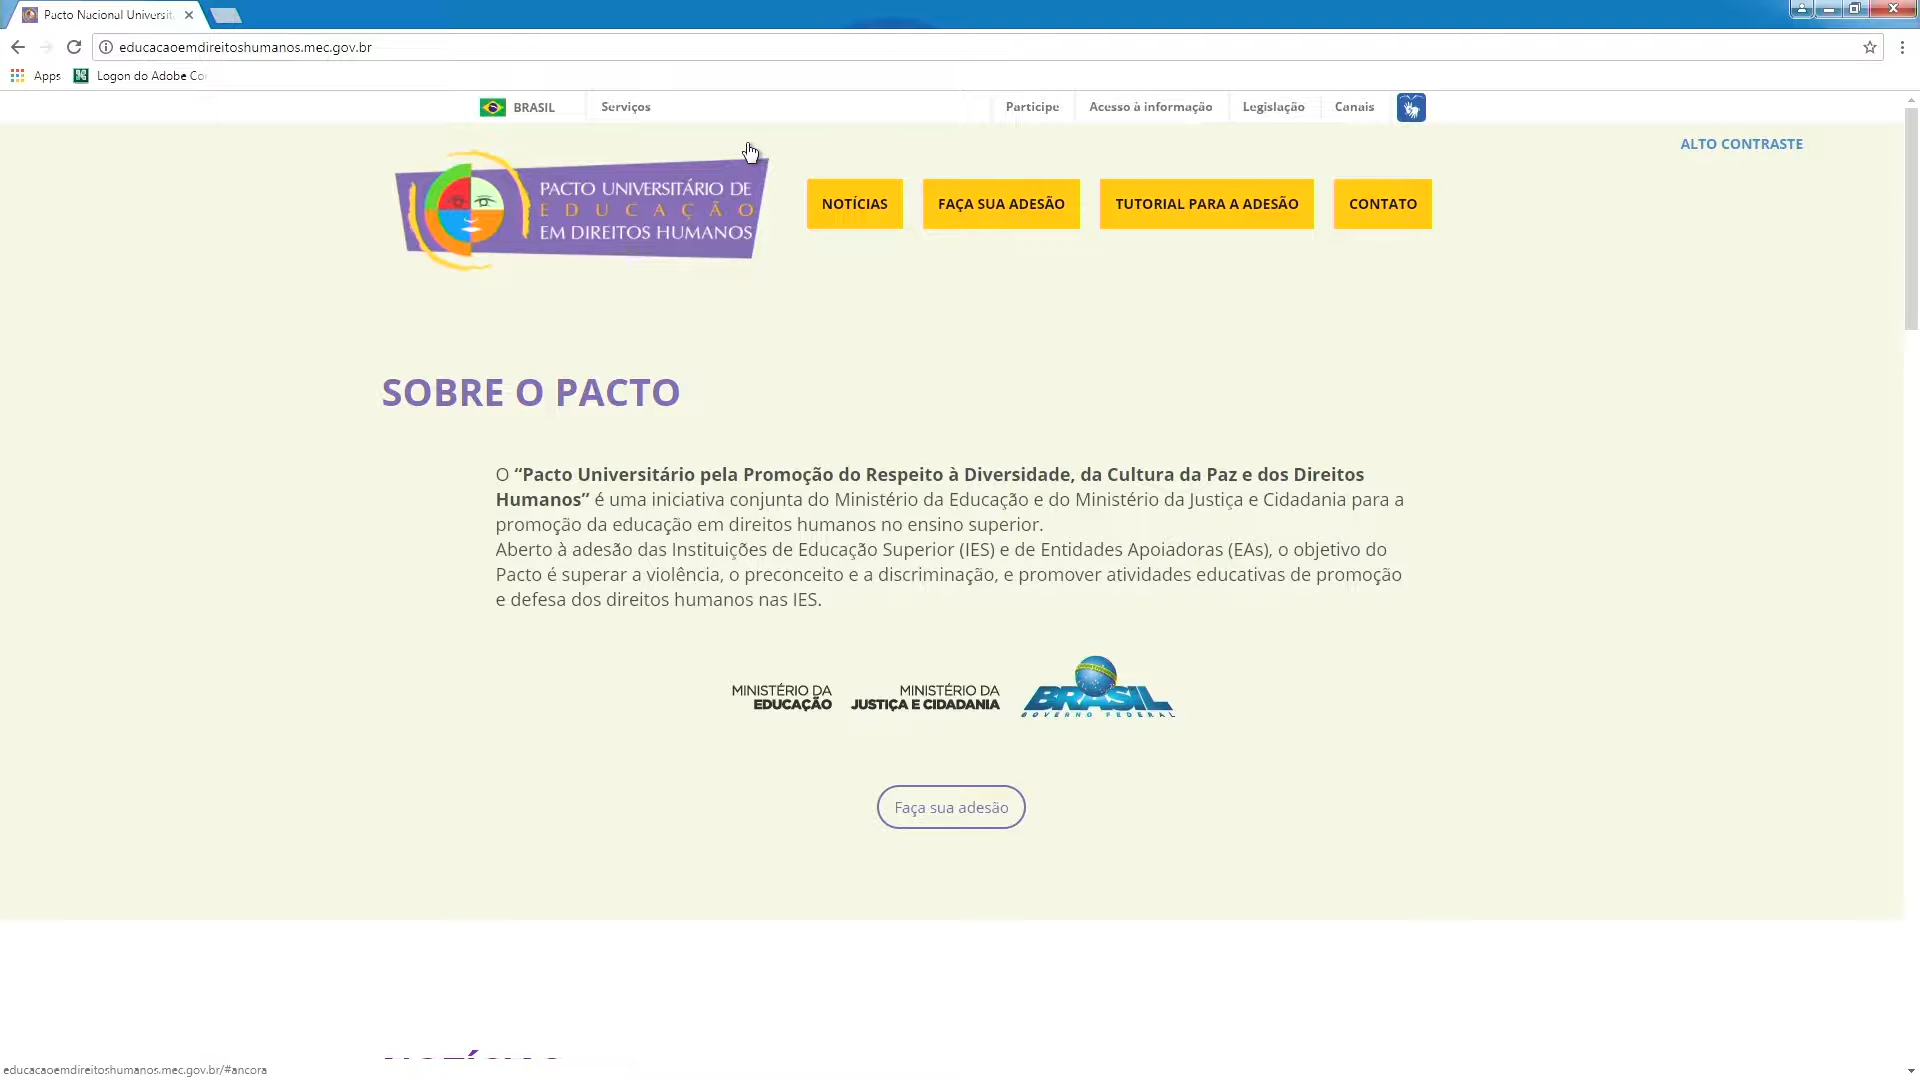 Pacto Nacional Universit
educacaoemdireitoshumanos.mec.gov.br
Apps
Logon do Adobe Co
BRASIL
Serviços
Participe
Acesso à informação
Legislação
Canais
ALTO CONTRASTE
PACTO UNIVERSITÁRIO DE
EDUCAÇÃO
EM DIREITOS HUMANOS
NOTÍCIAS
FAÇA SUA ADESÃO
TUTORIAL PARA A ADESÃO
CONTATO
SOBRE O PACTO
O “Pacto Universitário pela Promoção do Respeito à Diversidade, da Cultura da Paz e dos Direitos
Humanos” é uma iniciativa conjunta do Ministério da Educação e do Ministério da Justiça e Cidadania para a
promoção da educação em direitos humanos no ensino superior.
Aberto à adesão das Instituições de Educação Superior (IES) e de Entidades Apoiadoras (EAs), o objetivo do
Pacto é superar a violência, o preconceito e a discriminação, e promover atividades educativas de promoção
e defesa dos direitos humanos nas IES.
MINISTÉRIO DA
EDUCAÇÃO
MINISTÉRIO DA
JUSTIÇA E CIDADANIA
BRASIL
GOVERNO FEDERAL
Faça sua adesão
educacaoemdireitoshumanos.mec.gov.br/#ancora